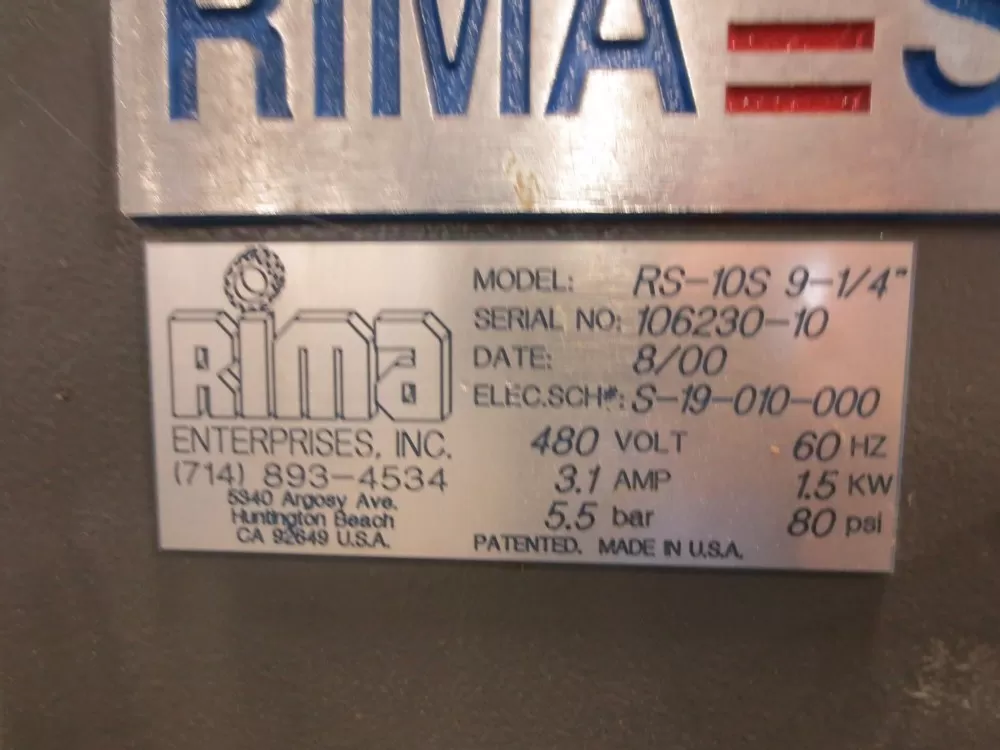 RIMA=S
Rima
ENTERPRISES, INC.
(714) 893-4534
5340 Argosy Ave.
Huntington Beach
CA 92649 U.S.A.
MODEL: RS-10S 9-1/4"
SERIAL NO: 106230-10
DATE: 8/00
ELEC.SCH#: S-19-010-000
480 VOLT 60 HZ
3.1 AMP 1.5 KW
5.5 bar 80 psi
PATENTED. MADE IN U.S.A.